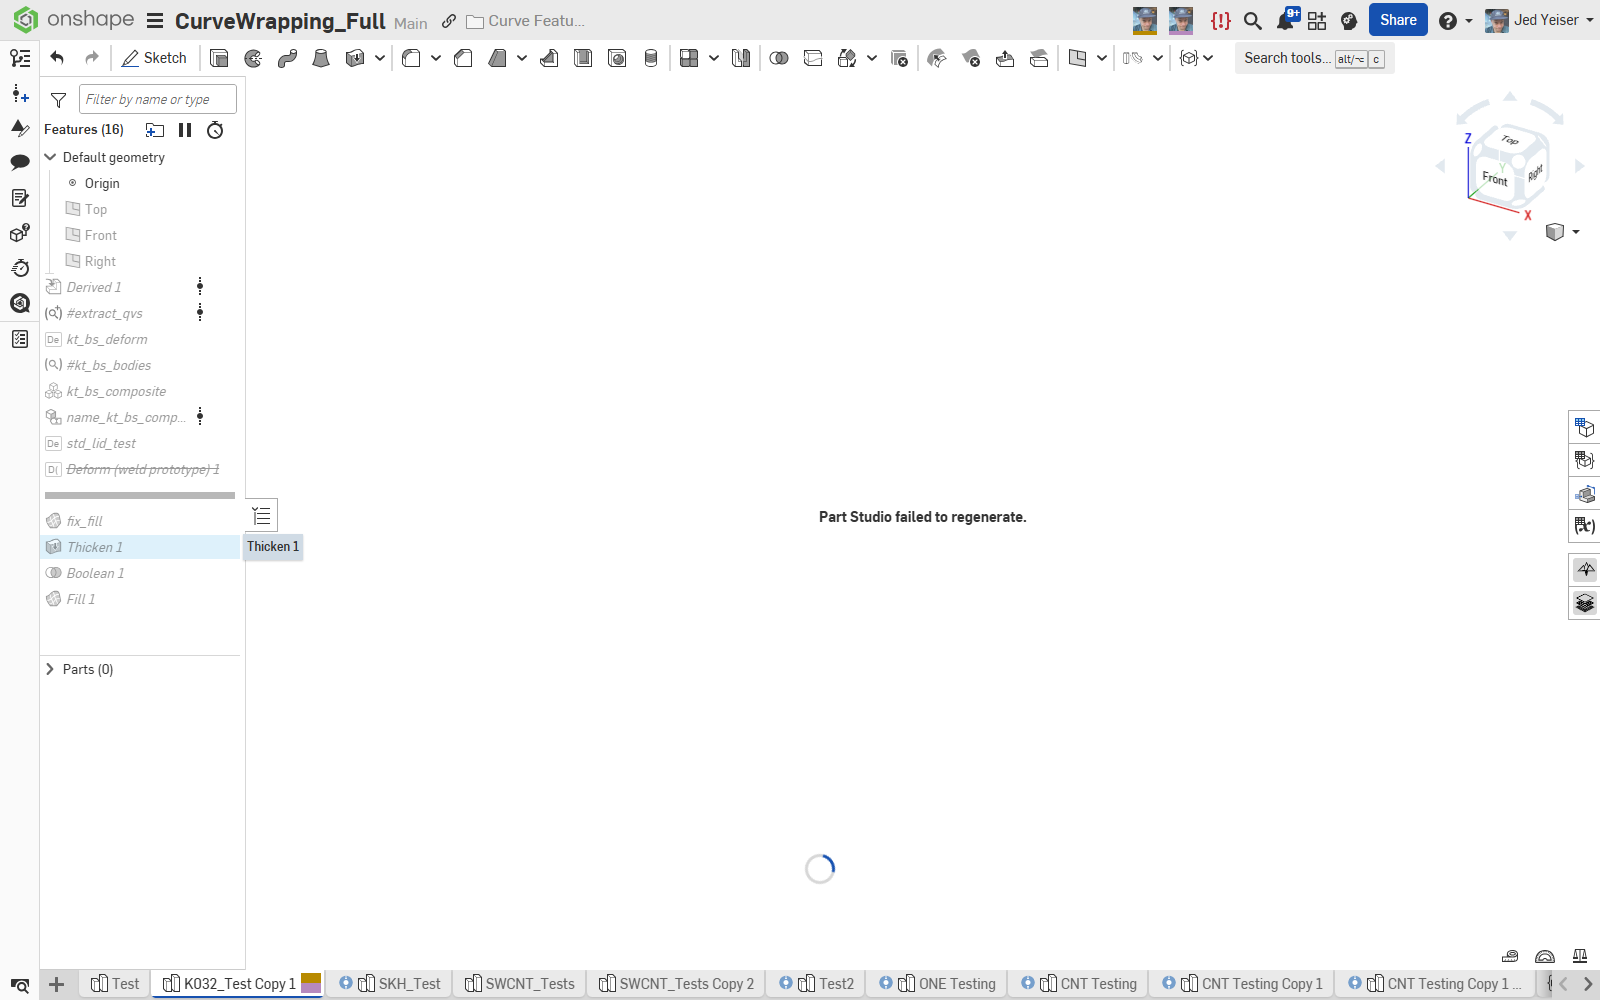 onshape
CurveWrapping_Full
Main
Curve Featu...
9+
Share
Jed Yeiser
Sketch
Search tools...
alt/⌥
c
Filter by name or type
Features (16)
Default geometry
Origin
Top
Front
Right
Derived 1
#extract_qvs
De
kt_bs_deform
#kt_bs_bodies
kt_bs_composite
name_kt_bs_comp...
De
std_lid_test
D(
Deform (weld prototype) 1
fix_fill
Thicken 1
Thicken 1
Boolean 1
Fill 1
Parts (0)
Part Studio failed to regenerate.
Z
Top
Y
Front
Right
X
Test
K032_Test Copy 1
SKH_Test
SWCNT_Tests
SWCNT_Tests Copy 2
Test2
ONE Testing
CNT Testing
CNT Testing Copy 1
CNT Testing Copy 1 ...